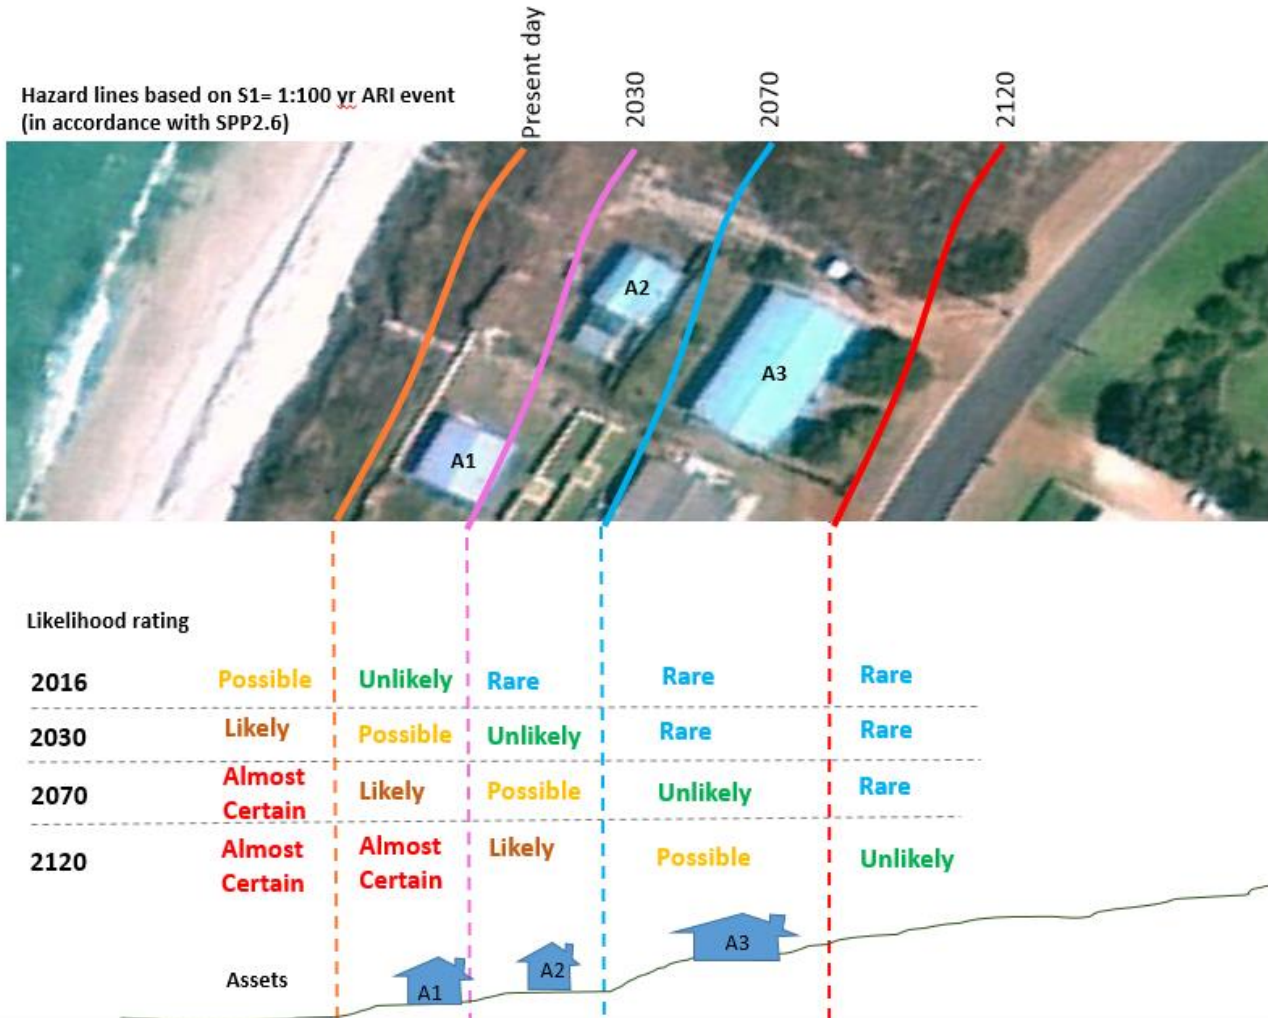 Hazard lines based on S1= 1:100 yr ARI event
(in accordance with SPP2.6)
Present day
2030
2070
2120
A2
A3
A1
Likelihood rating
2016 Possible Unlikely Rare Rare Rare
2030 Likely Possible Unlikely Rare Rare
2070 Almost Certain Likely Possible Unlikely Rare
2120 Almost Certain Almost Certain Likely Possible Unlikely
Assets A1 A2 A3